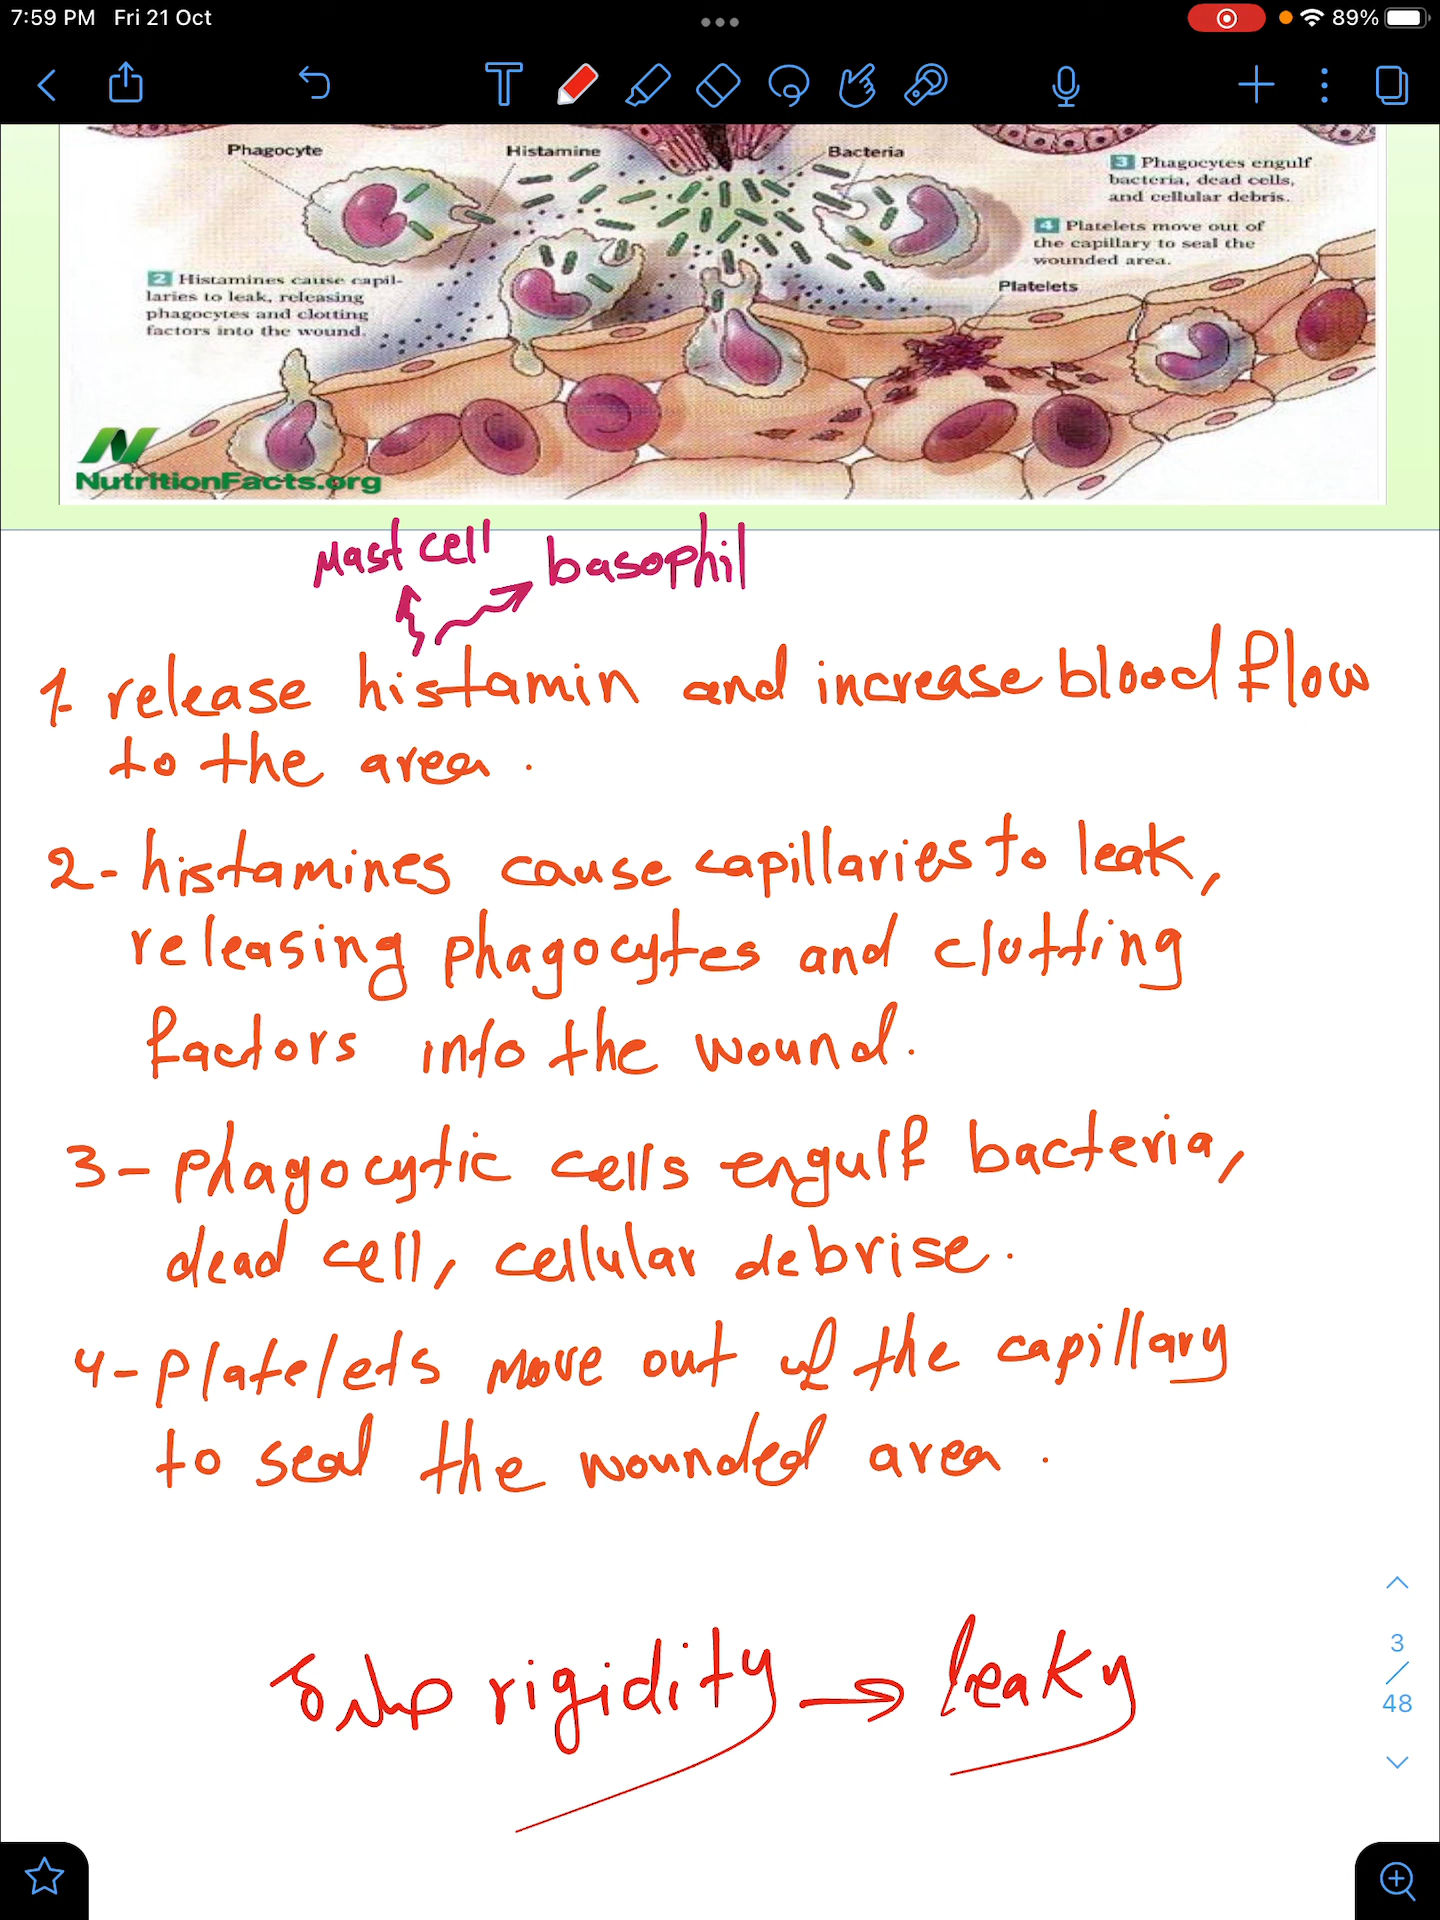 7:59 PM Fri 21 Oct
89%
Phagocyte
Histamine
Bacteria
3 Phagocytes engulf
bacteria, dead cells,
and cellular debris.
4 Platelets move out of
the capillary to seal the
wounded area.
Platelets
2 Histamines cause capil-
laries to leak, releasing
phagocytes and clotting
factors into the wound.
NutritionFacts.org
Mast cell basophil
1- release histamin and increase blood flow
to the area.
2- histamines cause capillaries to leak,
releasing phagocytes and clotting
factors into the wound.
3- phagocytic cells engulf bacteria,
dead cell, cellular debrise.
4- platelets move out of the capillary
to seal the wounded area.
rigidity → leaky
3
/
48